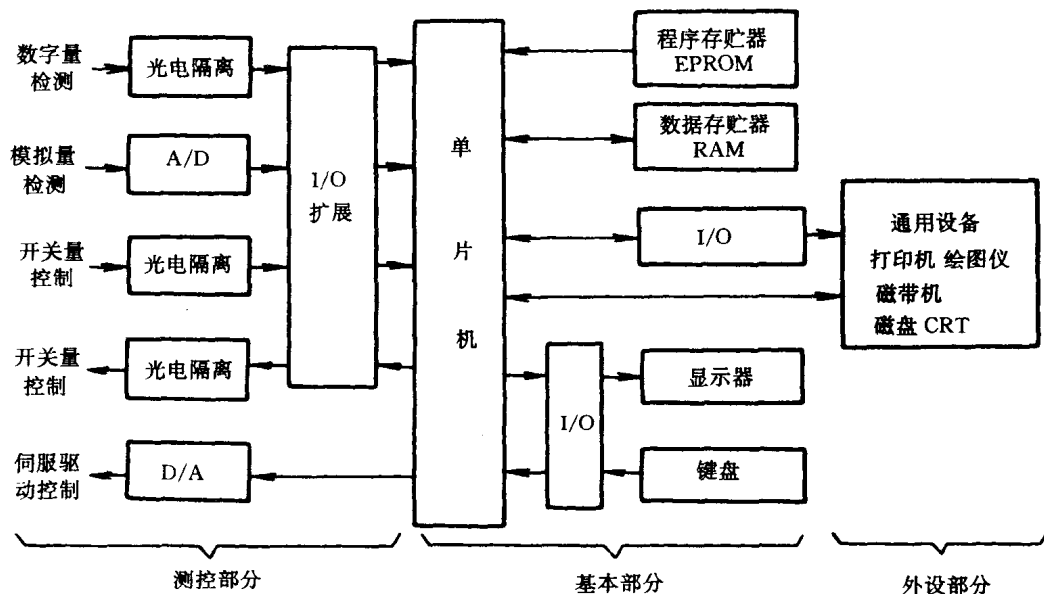 数字量
检测
光电隔离
模拟量
检测
A/D
开关量
控制
光电隔离
开关量
控制
光电隔离
伺服驱
动控制
D/A
I/O
扩展
单
片
机
程序存贮器
EPROM
数据存贮器
RAM
I/O
I/O
显示器
键盘
通用设备
打印机 绘图仪
磁带机
磁盘 CRT
测控部分
基本部分
外设部分